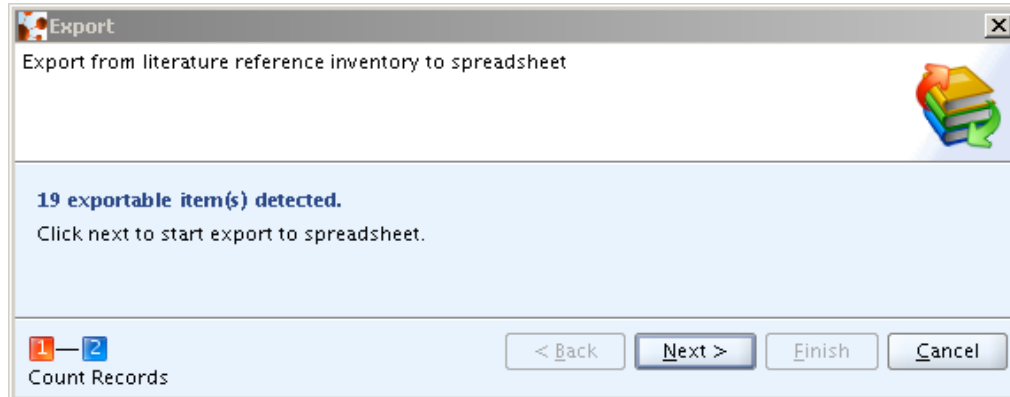 Export
Export from literature reference inventory to spreadsheet
19 exportable item(s) detected.
Click next to start export to spreadsheet.
1 2
Count Records
< Back Next > Finish Cancel